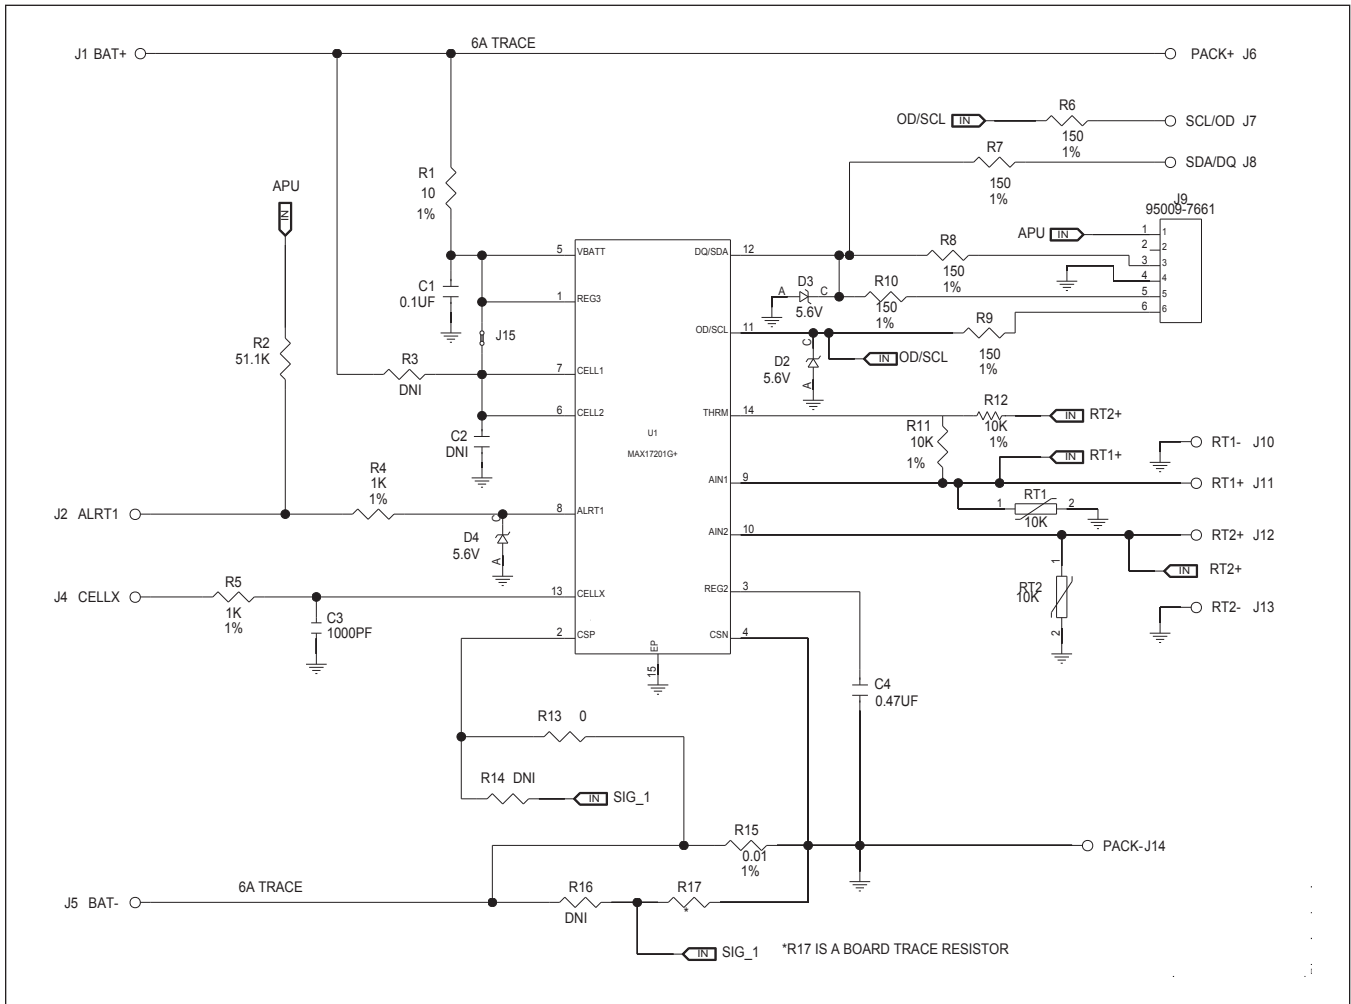 6A TRACE
J1 BAT+
PACK+ J6
R6
OD/SCL IN
SCL/OD J7
150
1%
R7
SDA/DQ J8
150
1%
R1
10
1%
APU
IN
J9
95009-7661
APU IN
1 1
2 2
3 3
4 4
5 5
6 6
R8
150
1%
5 VBATT
DQ/SDA 12
C1
0.1UF
1 REG3
A D3 C
5.6V
R10
150
1%
R9
150
1%
J15
OD/SCL 11
C
D2
5.6V
A
IN OD/SCL
R2
51.1K
R3
DNI
7 CELL1
6 CELL2
THRM 14
R12
10K
1%
IN RT2+
R11
10K
1%
C2
DNI
U1
MAX17201G+
RT1- J10
IN RT1+
AIN1 9
RT1+ J11
R4
1K
1%
1 RT1 2
10K
J2 ALRT1
8 ALRT1
C
D4
5.6V
A
AIN2 10
RT2+ J12
IN RT2+
1
RT2
10K
2
R5
1K
1%
J4 CELLX
13 CELLX
REG2 3
C3
1000PF
RT2- J13
2 CSP
CSN 4
EP
15
C4
0.47UF
R13 0
R14 DNI
IN SIG_1
R15
0.01
1%
PACK- J14
6A TRACE
J5 BAT-
R16
DNI
R17
*
IN SIG_1
*R17 IS A BOARD TRACE RESISTOR